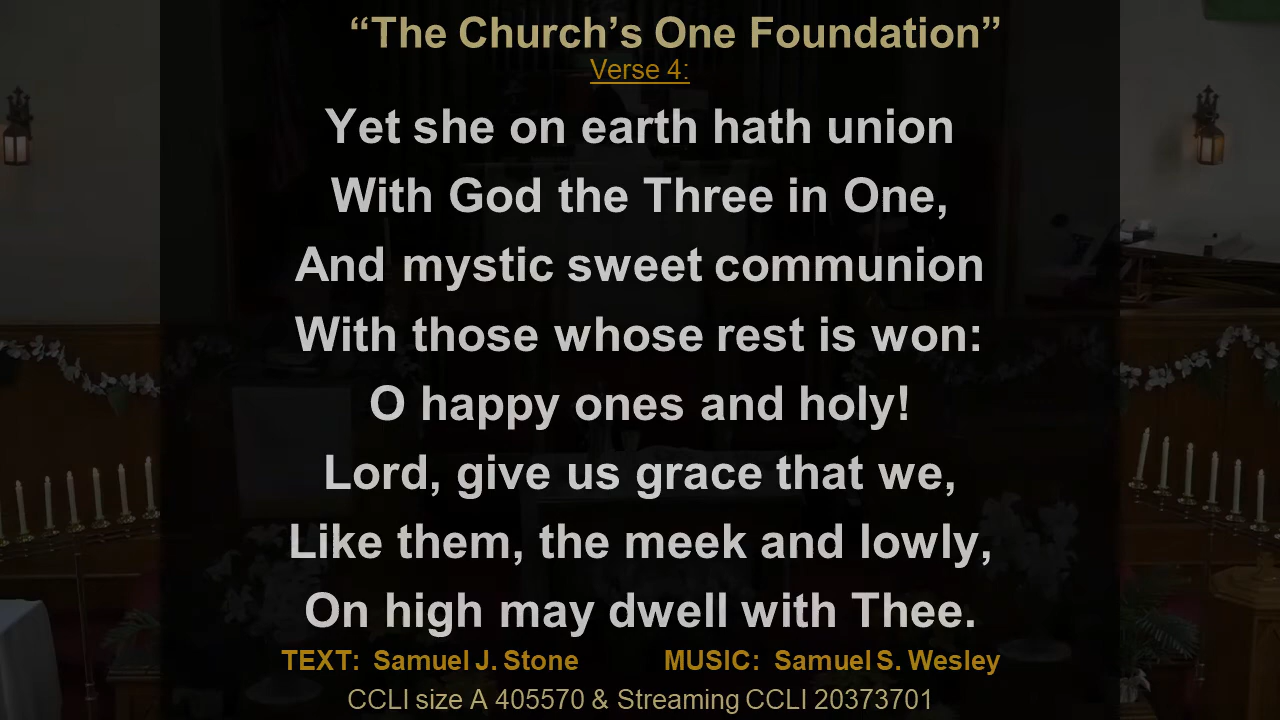 “The Church’s One Foundation”
Verse 4:
Yet she on earth hath union
With God the Three in One,
And mystic sweet communion
With those whose rest is won:
O happy ones and holy!
Lord, give us grace that we,
Like them, the meek and lowly,
On high may dwell with Thee.
TEXT: Samuel J. Stone MUSIC: Samuel S. Wesley
CCLI size A 405570 & Streaming CCLI 20373701